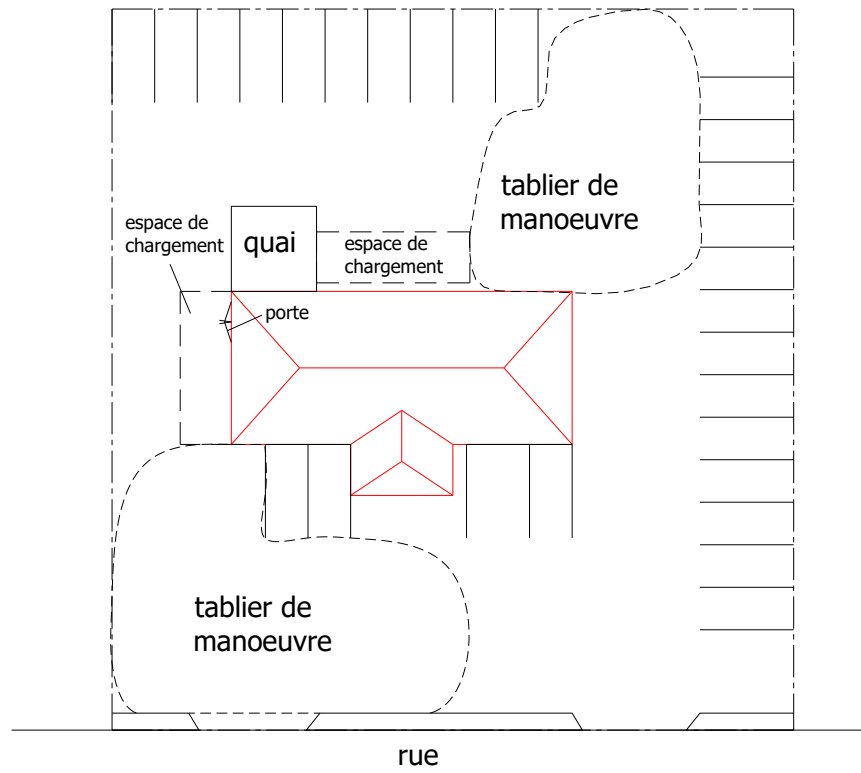 tablier de
manoeuvre
espace de
chargement
quai
espace de
chargement
porte
tablier de
manoeuvre
rue